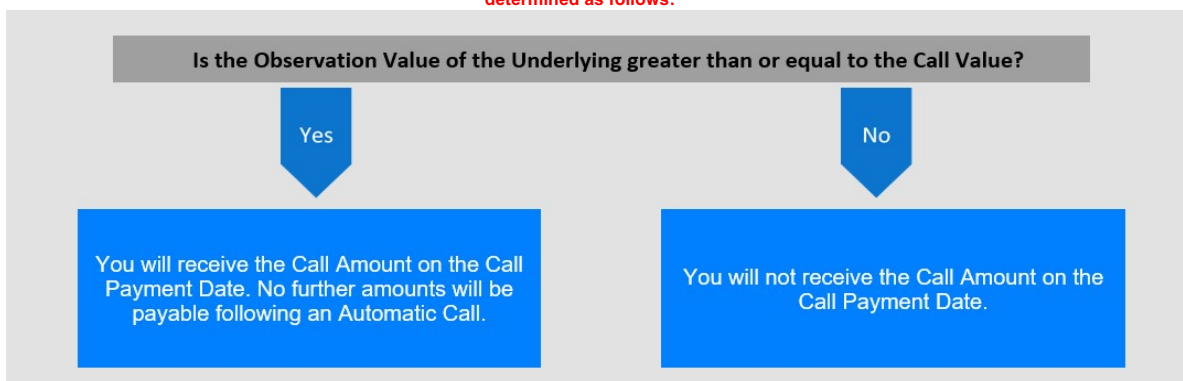 determined as follows:
Is the Observation Value of the Underlying greater than or equal to the Call Value?
Yes
No
You will receive the Call Amount on the Call
Payment Date. No further amounts will be
payable following an Automatic Call.
You will not receive the Call Amount on the
Call Payment Date.